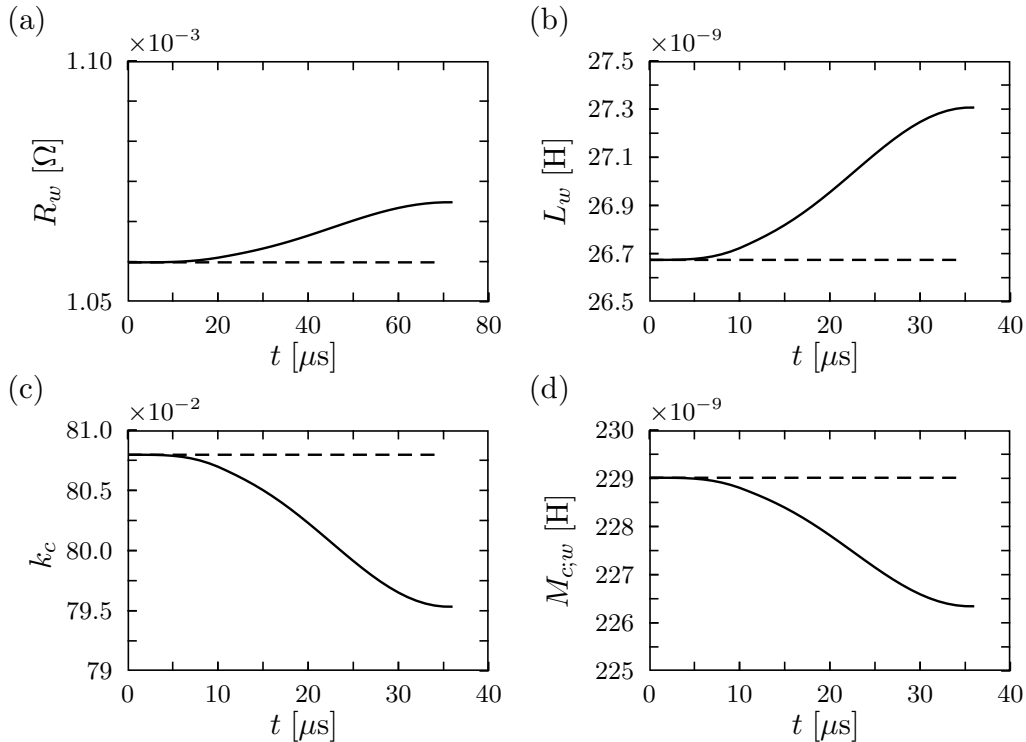 (a)
×10⁻³
1.10
1.05
R_w [Ω]
0 20 40 60 80
t [μs]
(b)
×10⁻⁹
27.5
27.3
27.1
26.9
26.7
26.5
L_w [H]
0 10 20 30 40
t [μs]
(c)
×10⁻²
81.0
80.5
80.0
79.5
79
k_c
0 10 20 30 40
t [μs]
(d)
×10⁻⁹
230
229
228
227
226
225
M_{c;w} [H]
0 10 20 30 40
t [μs]